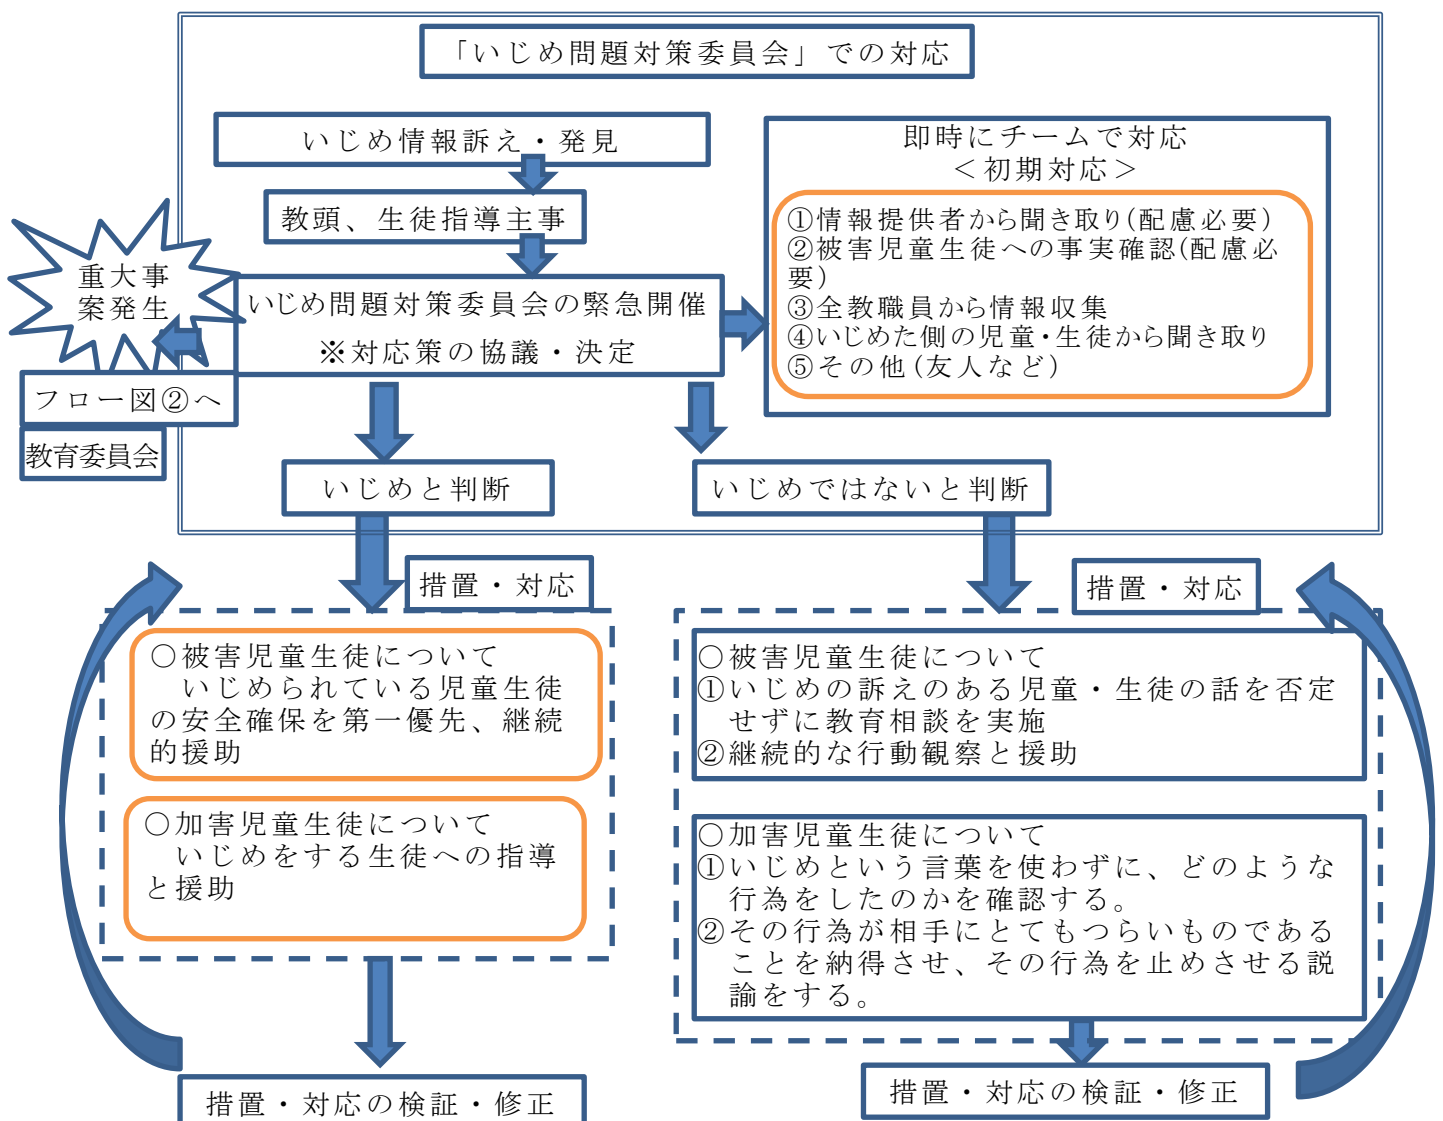 「いじめ問題対策委員会」での対応
いじめ情報訴え・発見
教頭、生徒指導主事
重大事
案発生
いじめ問題対策委員会の緊急開催
※対応策の協議・決定
フロー図②へ
教育委員会
即時にチームで対応
＜初期対応＞
①情報提供者から聞き取り(配慮必要)
②被害児童生徒への事実確認(配慮必
要)
③全教職員から情報収集
④いじめた側の児童・生徒から聞き取り
⑤その他(友人など)
いじめと判断
いじめではないと判断
措置・対応
○被害児童生徒について
いじめられている児童生徒
の安全確保を第一優先、継続
的援助
○加害児童生徒について
いじめをする生徒への指導
と援助
措置・対応の検証・修正
措置・対応
○被害児童生徒について
①いじめの訴えのある児童・生徒の話を否定
せずに教育相談を実施
②継続的な行動観察と援助
○加害児童生徒について
①いじめという言葉を使わずに、どのような
行為をしたのかを確認する。
②その行為が相手にとてもつらいものである
ことを納得させ、その行為を止めさせる説
諭をする。
措置・対応の検証・修正